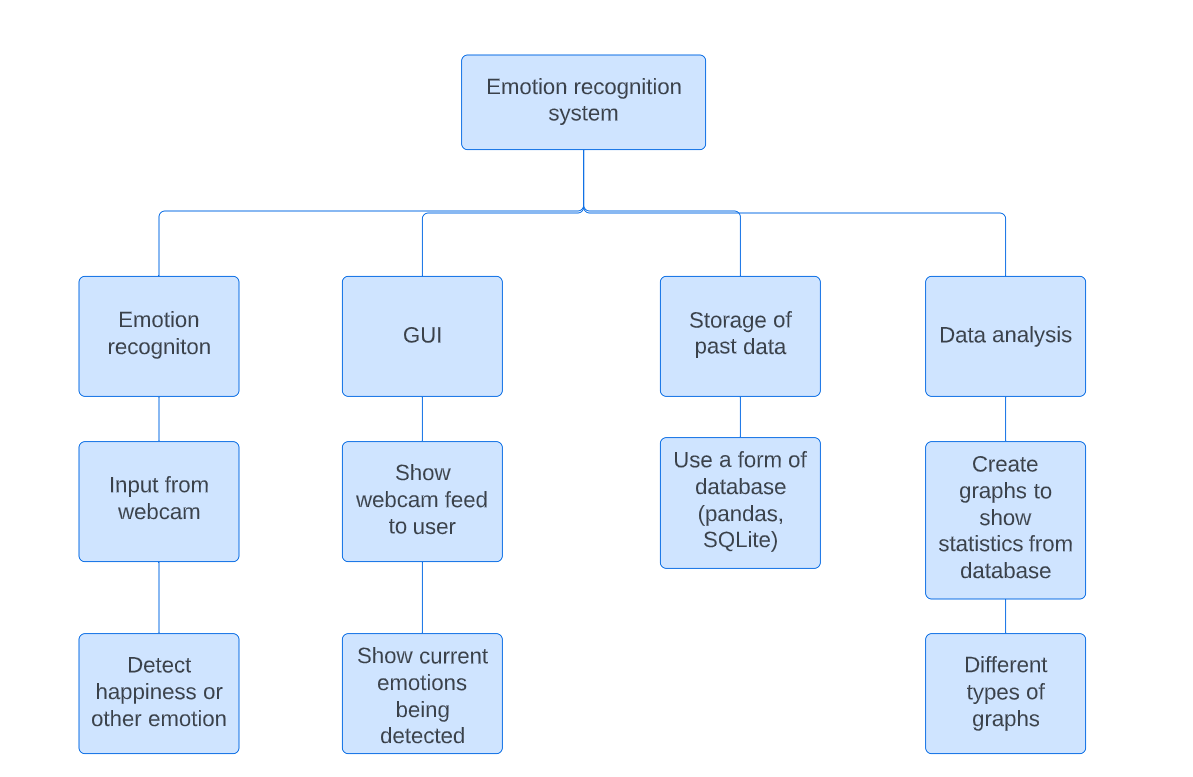 Emotion recognition
system
Emotion
recogniton
GUI
Storage of
past data
Data analysis
Input from
webcam
Show
webcam feed
to user
Use a form of
database
(pandas,
SQLite)
Create
graphs to
show
statistics from
database
Detect
happiness or
other emotion
Show current
emotions
being
detected
Different
types of
graphs